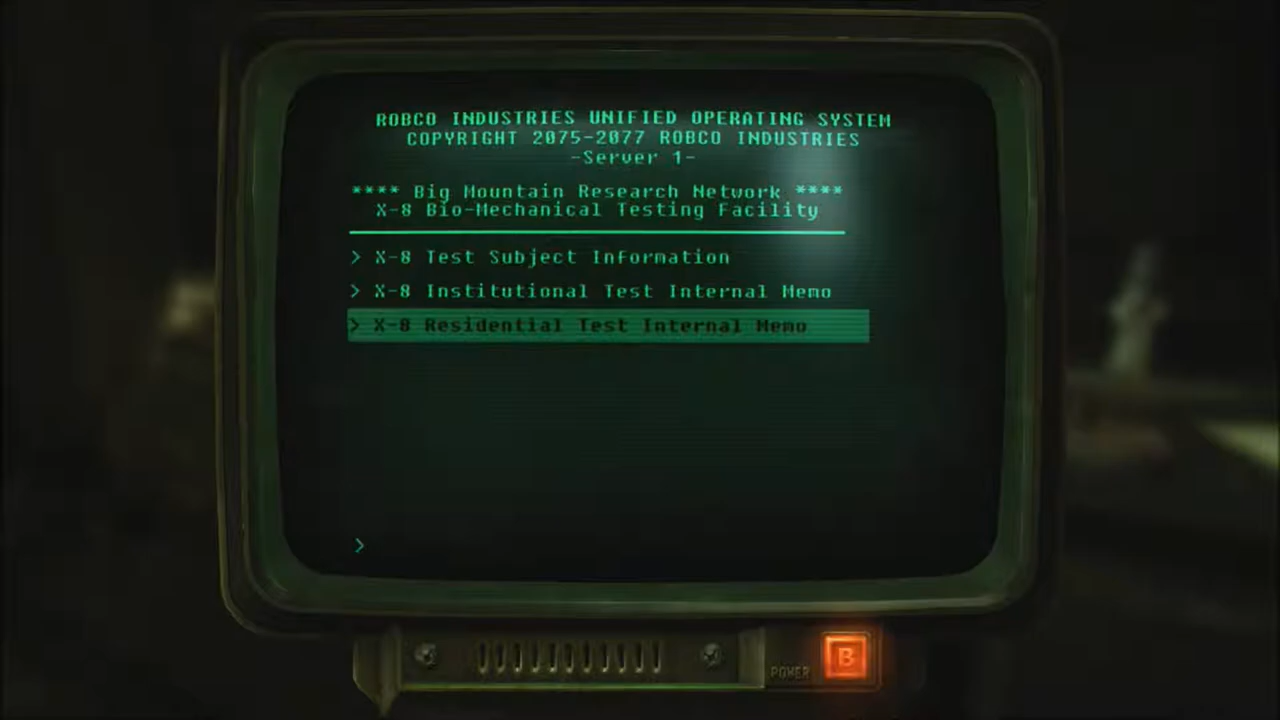 ROBCO INDUSTRIES UNIFIED OPERATING SYSTEM
COPYRIGHT 2075-2077 ROBCO INDUSTRIES
-Server 1-
**** Big Mountain Research Network ****
X-8 Bio-Mechanical Testing Facility
> X-8 Test Subject Information
> X-8 Institutional Test Internal Memo
> X-8 Residential Test Internal Memo
>
POWER B